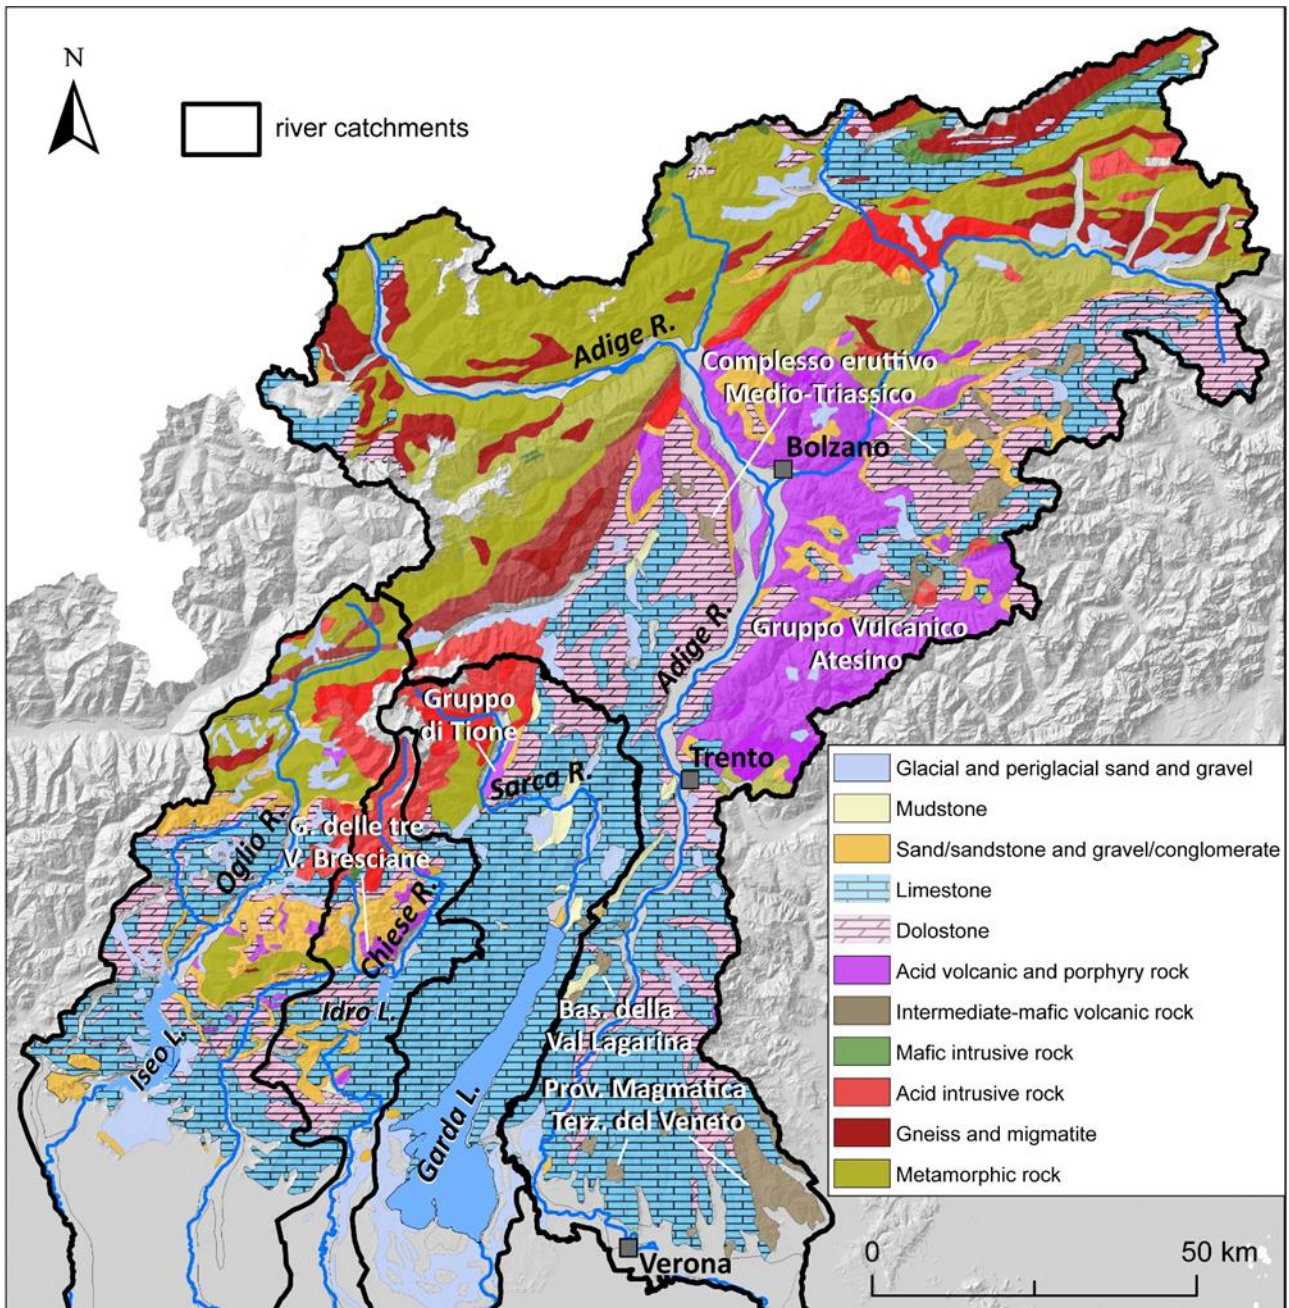 N
river catchments
Adige R.
Complesso eruttivo
Medio-Triassico
Bolzano
Adige R.
Gruppo Vulcanico
Atesino
Gruppo
di Tione
Trento
Sarca R.
Oglio R.
G. delle tre
V. Bresciane
Chiese R.
Idro L.
Bas. della
Val Lagarina
Iseo L.
Prov. Magmatica
Terz. del Veneto
Garda L.
Verona
Glacial and periglacial sand and gravel
Mudstone
Sand/sandstone and gravel/conglomerate
Limestone
Dolostone
Acid volcanic and porphyry rock
Intermediate-mafic volcanic rock
Mafic intrusive rock
Acid intrusive rock
Gneiss and migmatite
Metamorphic rock
0 50 km